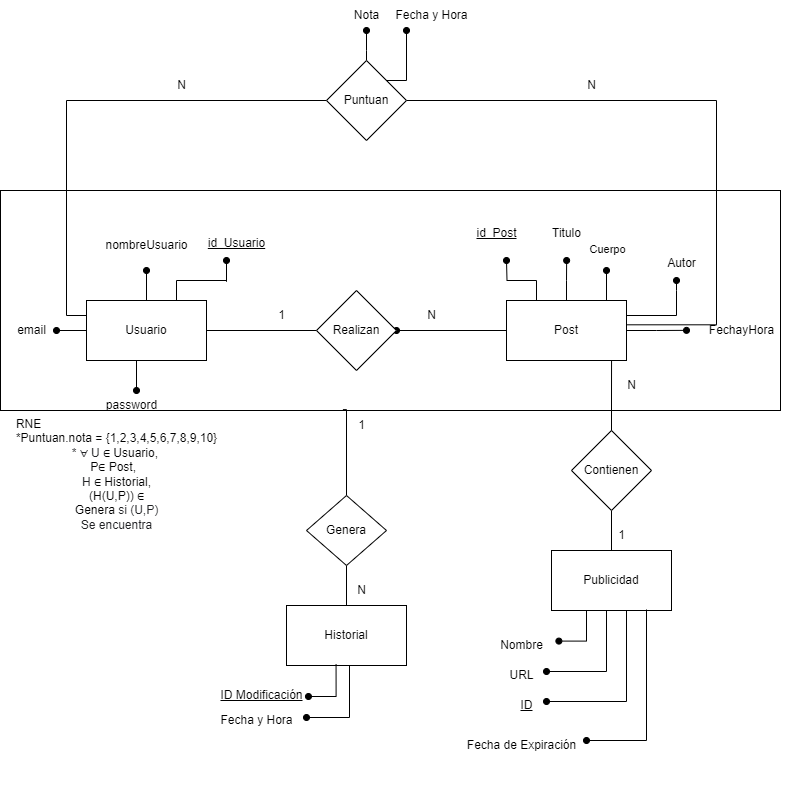 Nota
Fecha y Hora
N
Puntuan
N
nombreUsuario
id_Usuario
id_Post
Titulo
Cuerpo
Autor
email
Usuario
1
Realizan
N
Post
FechayHora
password
N
RNE
*Puntuan.nota = {1,2,3,4,5,6,7,8,9,10}
* ∀ U ∈ Usuario,
P∈ Post,
H ∈ Historial,
(H(U,P)) ∈
Genera si (U,P)
Se encuentra
1
Contienen
Genera
1
N
Publicidad
Historial
Nombre
URL
ID
Fecha de Expiración
ID Modificación
Fecha y Hora